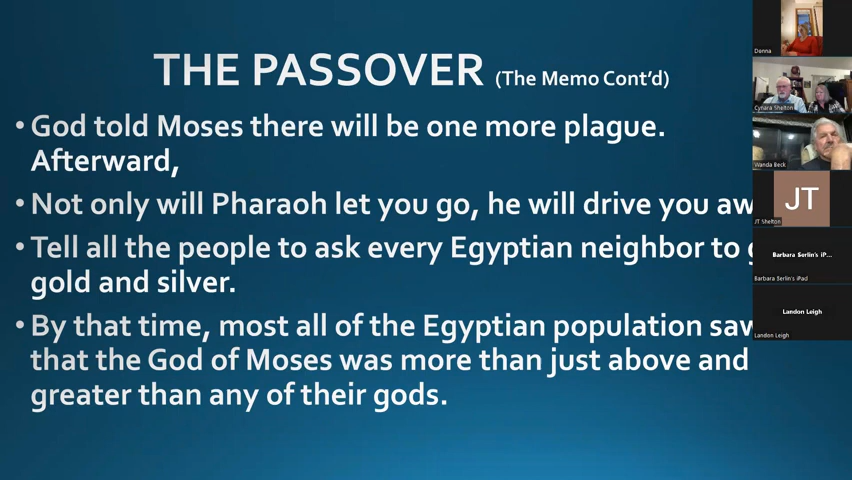 THE PASSOVER (The Memo Cont'd)
• God told Moses there will be one more plague.
Afterward,
• Not only will Pharaoh let you go, he will drive you
• Tell all the people to ask every Egyptian neighbor to
gold and silver.
• By that time, most all of the Egyptian population saw
that the God of Moses was more than just above and
greater than any of their gods.
Donna
Cynara Shelton
Wanda Beck
JT
JT Shelton
Barbara Serlin's iP...
Barbara Serlin's iPad
Landon Leigh
Landon Leigh